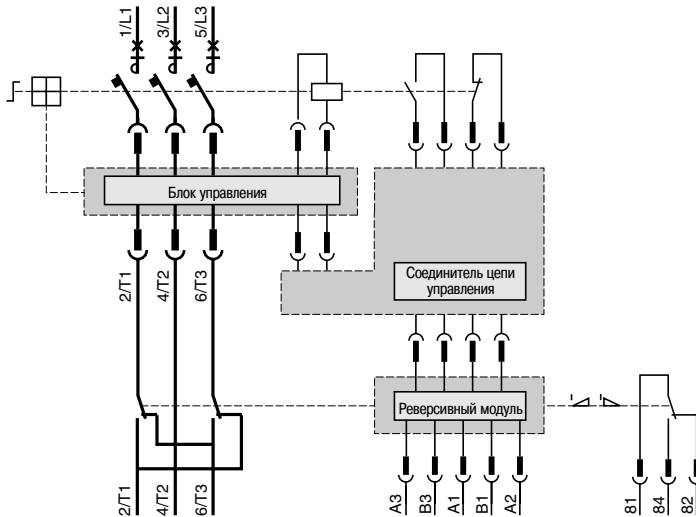 1/L1
3/L2
5/L3
Блок управления
2/T1
4/T2
6/T3
Соединитель цепи
управления
Реверсивный модуль
2/T1
4/T2
6/T3
A3
B3
A1
B1
A2
81
84
82